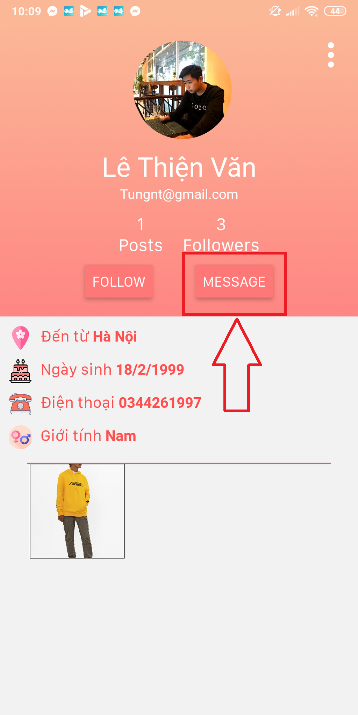 10:09
44
Lê Thiện Văn
Tungnt@gmail.com
1 3
Posts Followers
FOLLOW MESSAGE
Đến từ Hà Nội
Ngày sinh 18/2/1999
Điện thoại 0344261997
Giới tính Nam